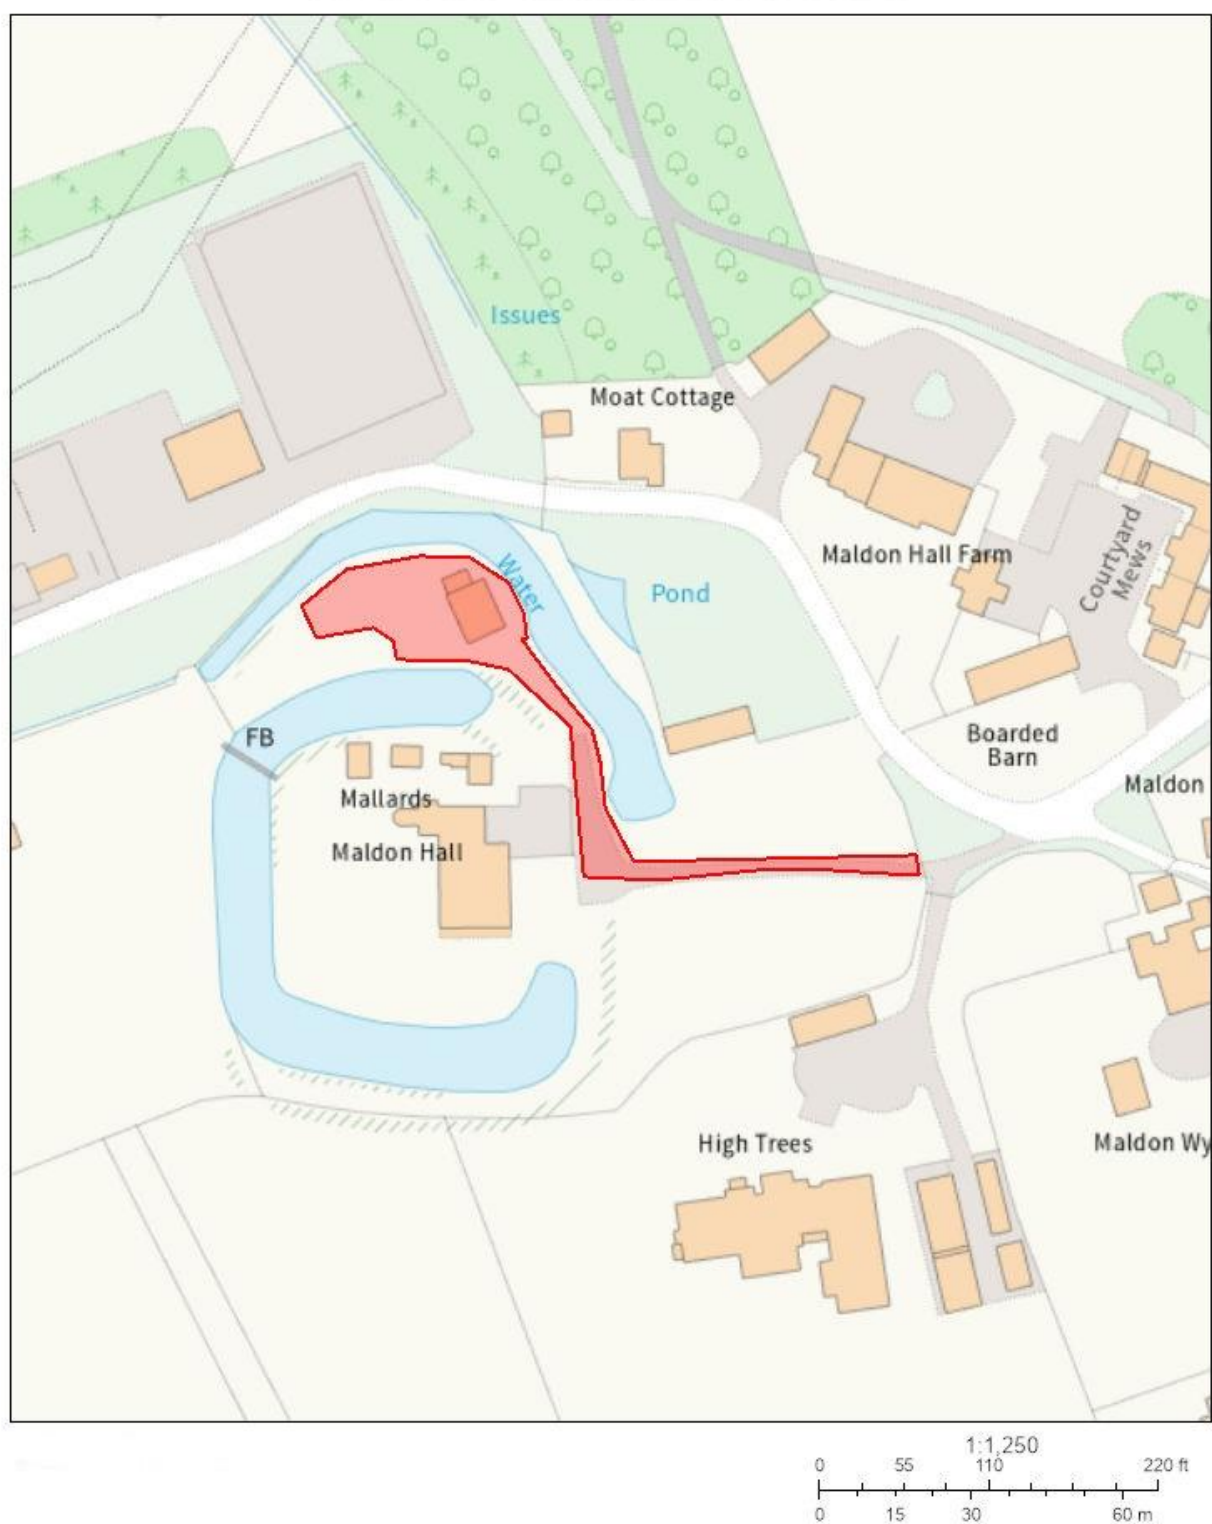 Issues
Moat Cottage
Maldon Hall Farm
Courtyard
Mews
Water
Pond
FB
Boarded
Barn
Maldon
Mallards
Maldon Hall
High Trees
Maldon Wy
1:1,250
0 55 110 220 ft
0 15 30 60 m